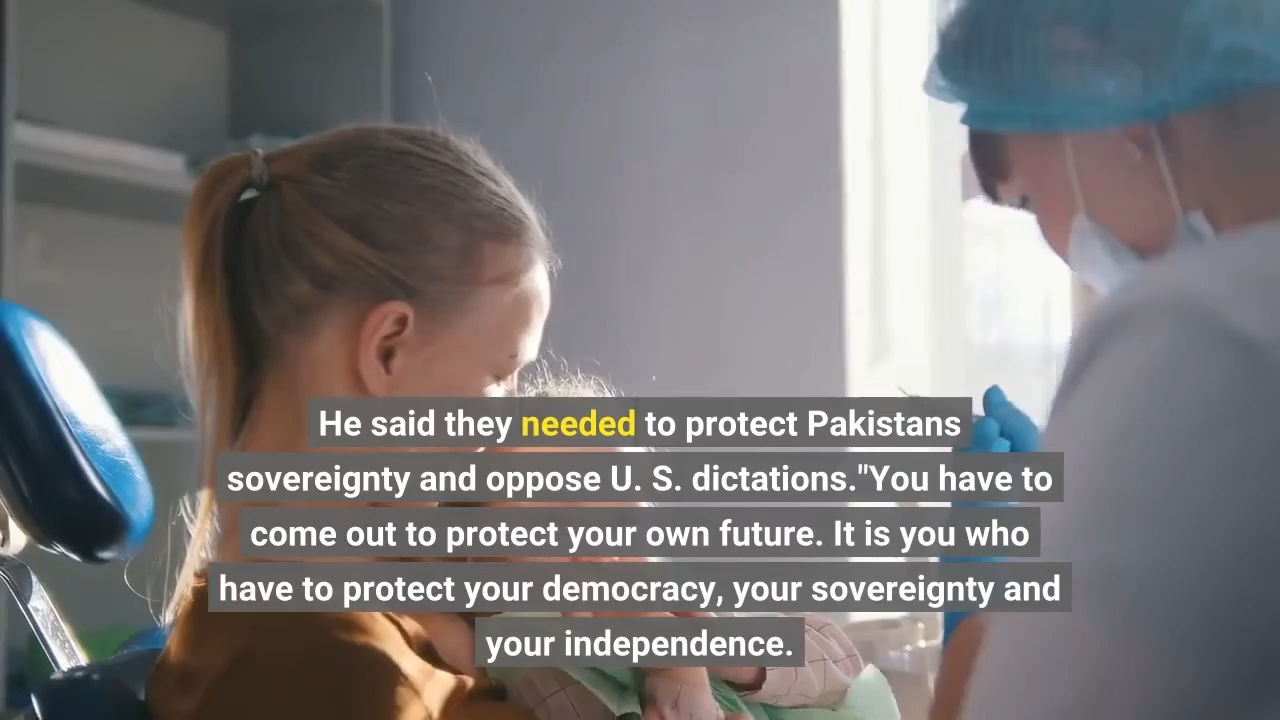 He said they needed to protect Pakistans
sovereignty and oppose U. S. dictations."You have to
come out to protect your own future. It is you who
have to protect your democracy, your sovereignty and
your independence.